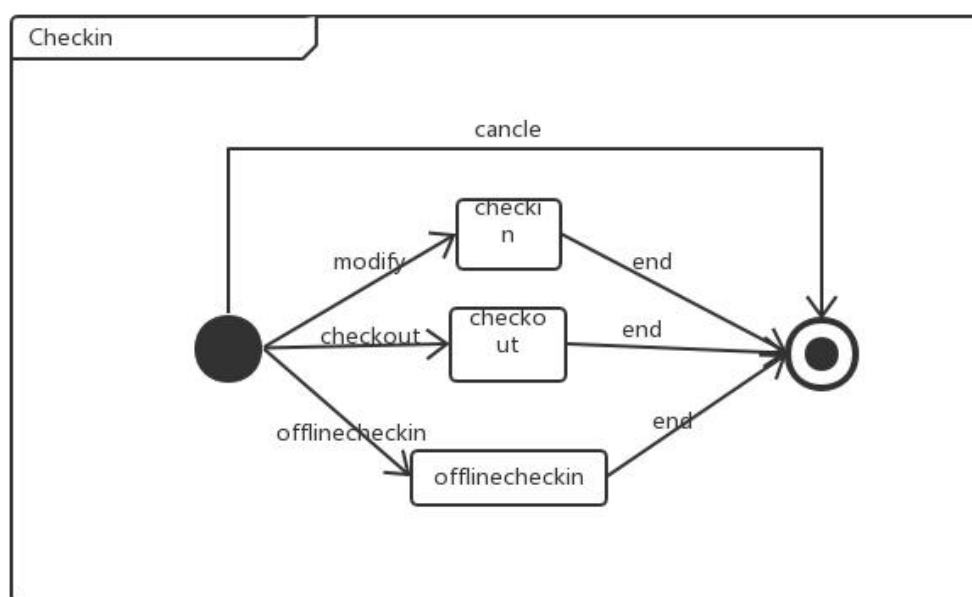 Checkin
cancle
checki
n
modify
end
checko
ut
checkout
end
offlinecheckin
end
offlinecheckin